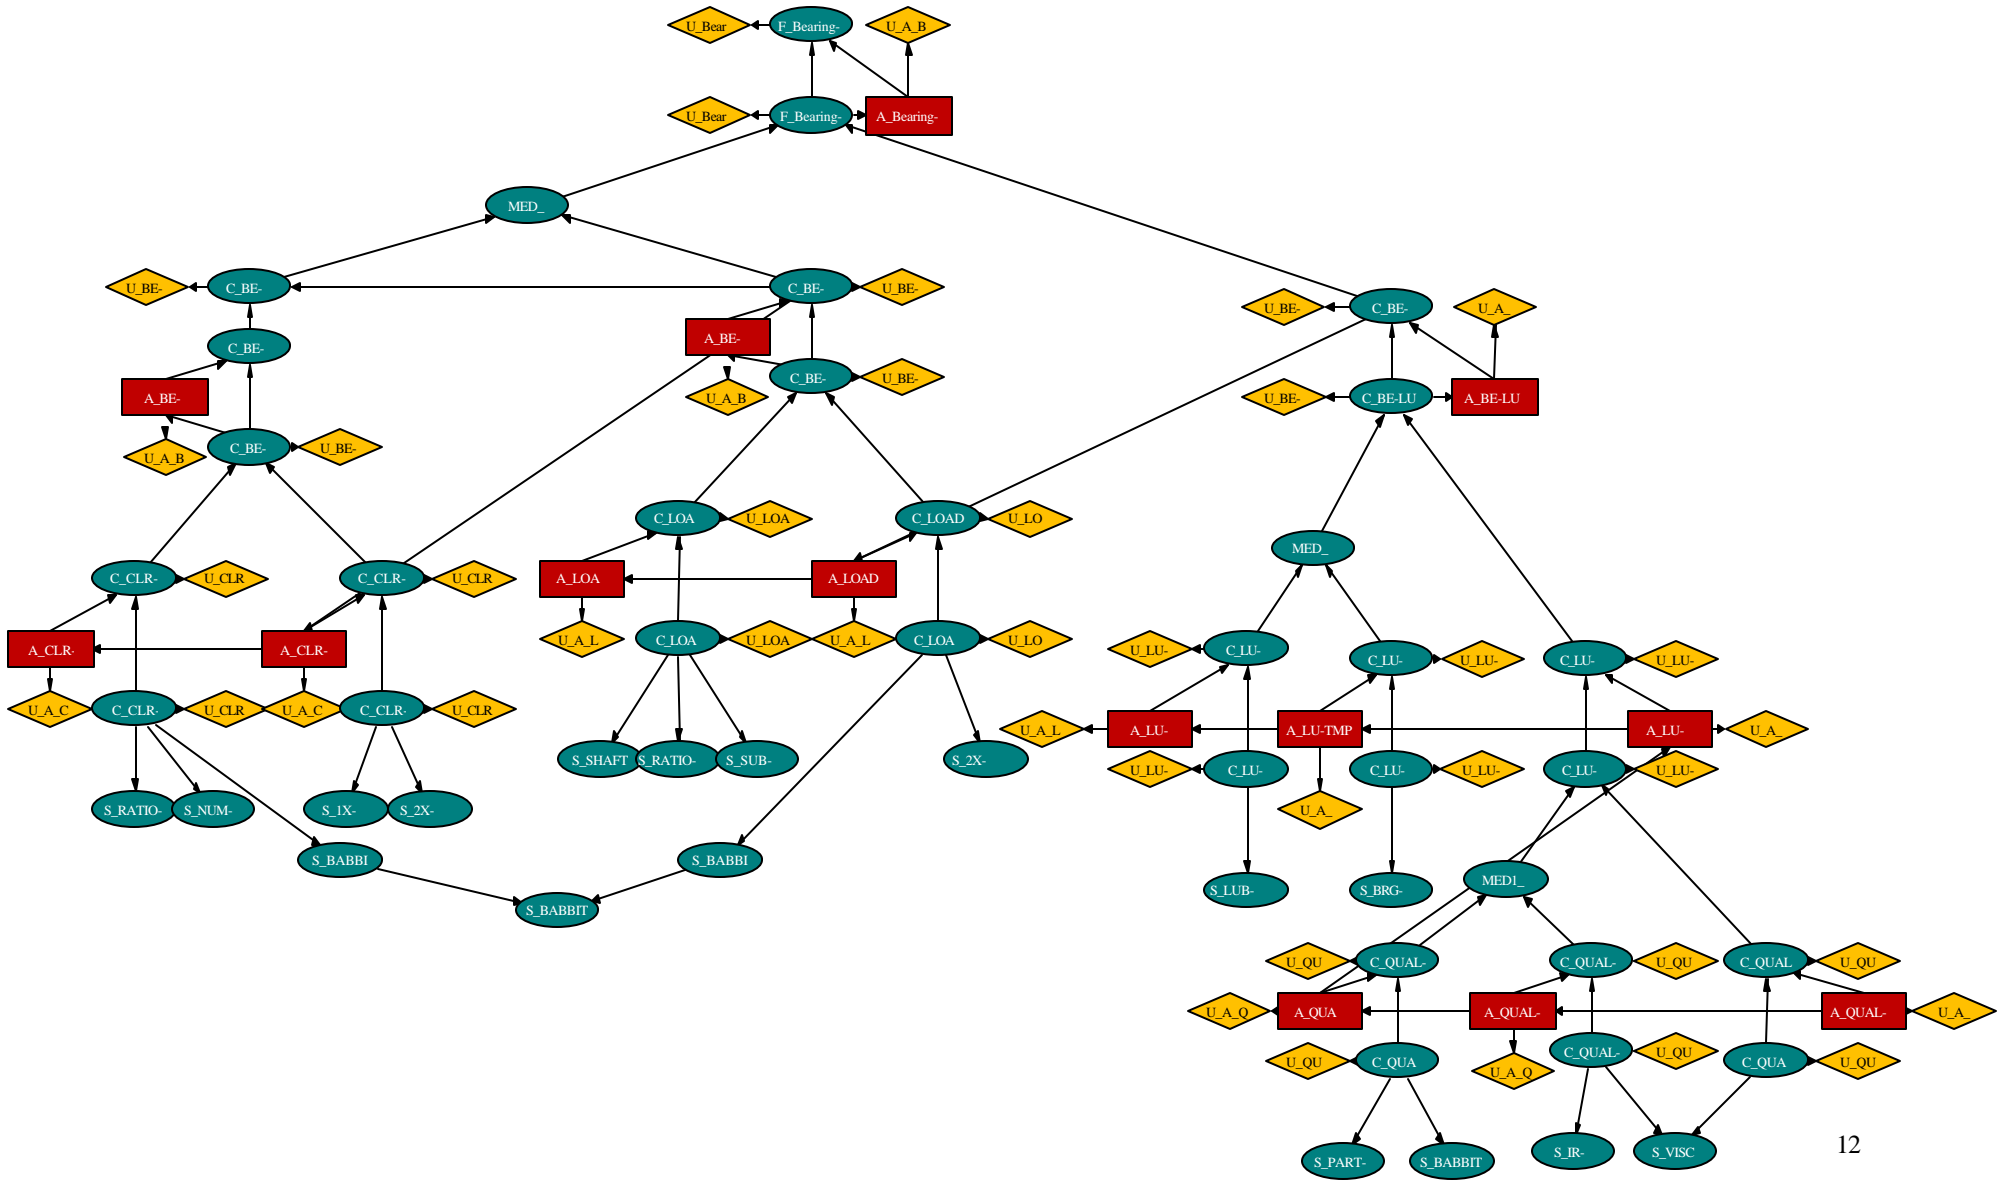 U_Bear
F_Bearing-
U_A_B
U_Bear
F_Bearing-
A_Bearing-
MED_
U_BE-
C_BE-
C_BE-
U_BE-
U_BE-
C_BE-
U_A_
C_BE-
A_BE-
C_BE-
U_BE-
A_BE-
U_A_B
U_BE-
C_BE-LU
A_BE-LU
C_BE-
U_BE-
U_A_B
C_LOA
U_LOA
C_LOAD
U_LO
MED_
C_CLR-
U_CLR
C_CLR-
U_CLR
A_LOA
A_LOAD
A_CLR-
A_CLR-
U_A_L
C_LOA
U_LOA
U_A_L
C_LOA
U_LO
U_LU-
C_LU-
C_LU-
U_LU-
C_LU-
U_LU-
U_A_C
C_CLR-
U_CLR
U_A_C
C_CLR-
U_CLR
U_A_L
A_LU-
A_LU-TMP
A_LU-
U_A_
S_SHAFT
S_RATIO-
S_SUB-
S_2X-
U_LU-
C_LU-
C_LU-
U_LU-
C_LU-
U_LU-
S_RATIO-
S_NUM-
S_1X-
S_2X-
U_A_
S_BABBI
S_BABBI
S_LUB-
S_BRG-
MED1_
S_BABBIT
U_QU
C_QUAL-
C_QUAL-
U_QU
C_QUAL
U_QU
U_A_Q
A_QUA
A_QUAL-
A_QUAL-
U_A_
U_QU
C_QUA
C_QUAL-
U_QU
C_QUA
U_QU
U_A_Q
S_PART-
S_BABBIT
S_IR-
S_VISC
12